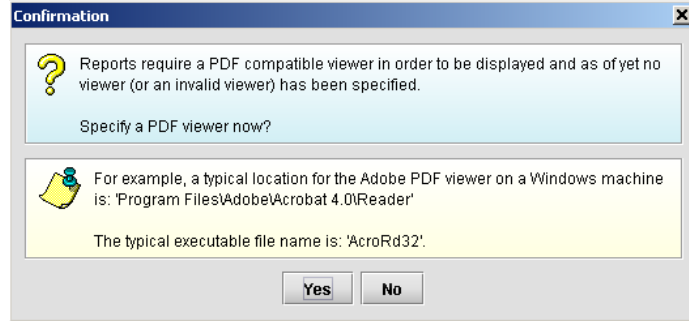 Confirmation
Reports require a PDF compatible viewer in order to be displayed and as of yet no
viewer (or an invalid viewer) has been specified.
Specify a PDF viewer now?
For example, a typical location for the Adobe PDF viewer on a Windows machine
is: 'Program Files\Adobe\Acrobat 4.0\Reader'
The typical executable file name is: 'AcroRd32'.
Yes No